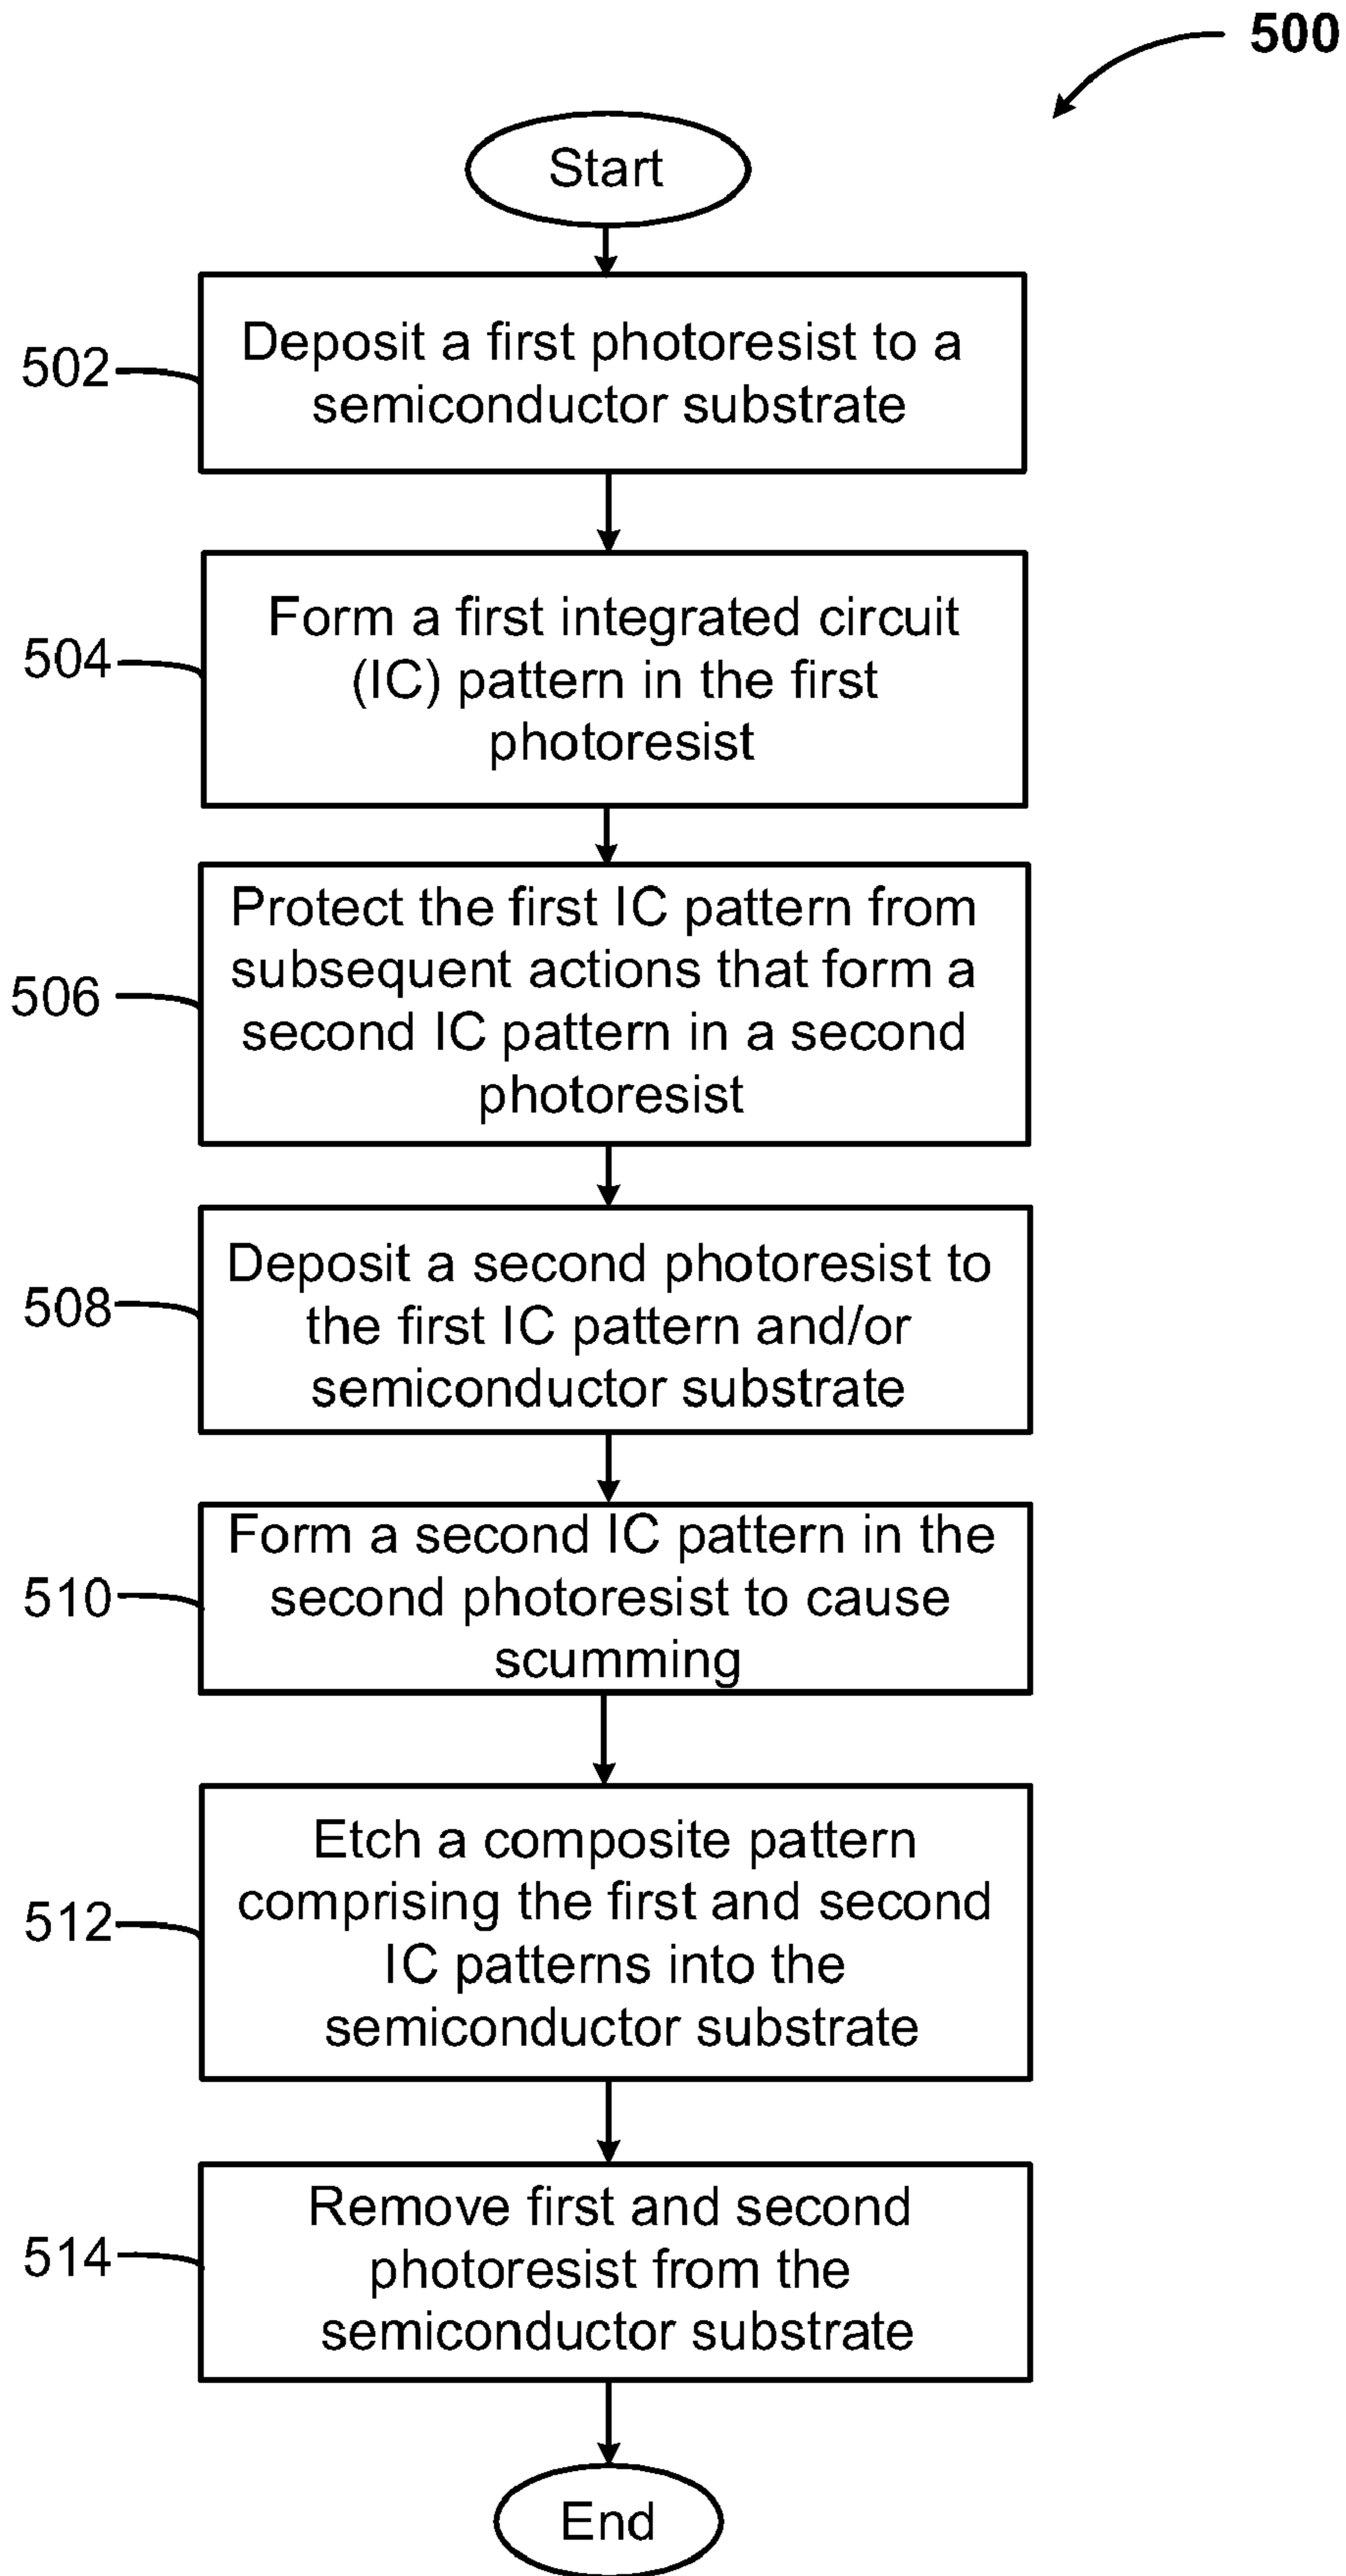 500
Start
502
Deposit a first photoresist to a
semiconductor substrate
504
Form a first integrated circuit
(IC) pattern in the first
photoresist
506
Protect the first IC pattern from
subsequent actions that form a
second IC pattern in a second
photoresist
508
Deposit a second photoresist to
the first IC pattern and/or
semiconductor substrate
510
Form a second IC pattern in the
second photoresist to cause
scumming
512
Etch a composite pattern
comprising the first and second
IC patterns into the
semiconductor substrate
514
Remove first and second
photoresist from the
semiconductor substrate
End